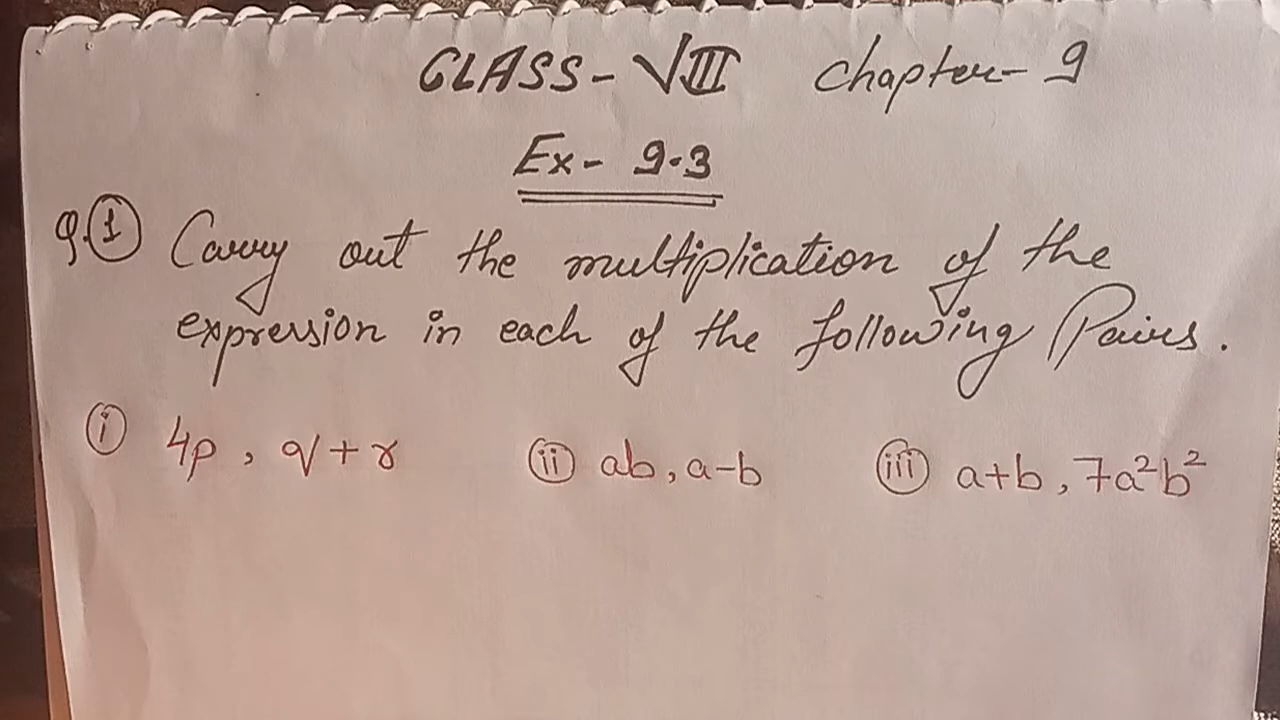 CLASS - VIII Chapter - 9
Ex - 9.3
Q.① Carry out the multiplication of the
expression in each of the following Pairs.
ⓘ 4p, q+r (ii) ab, a-b (iii) a+b, 7a²b²